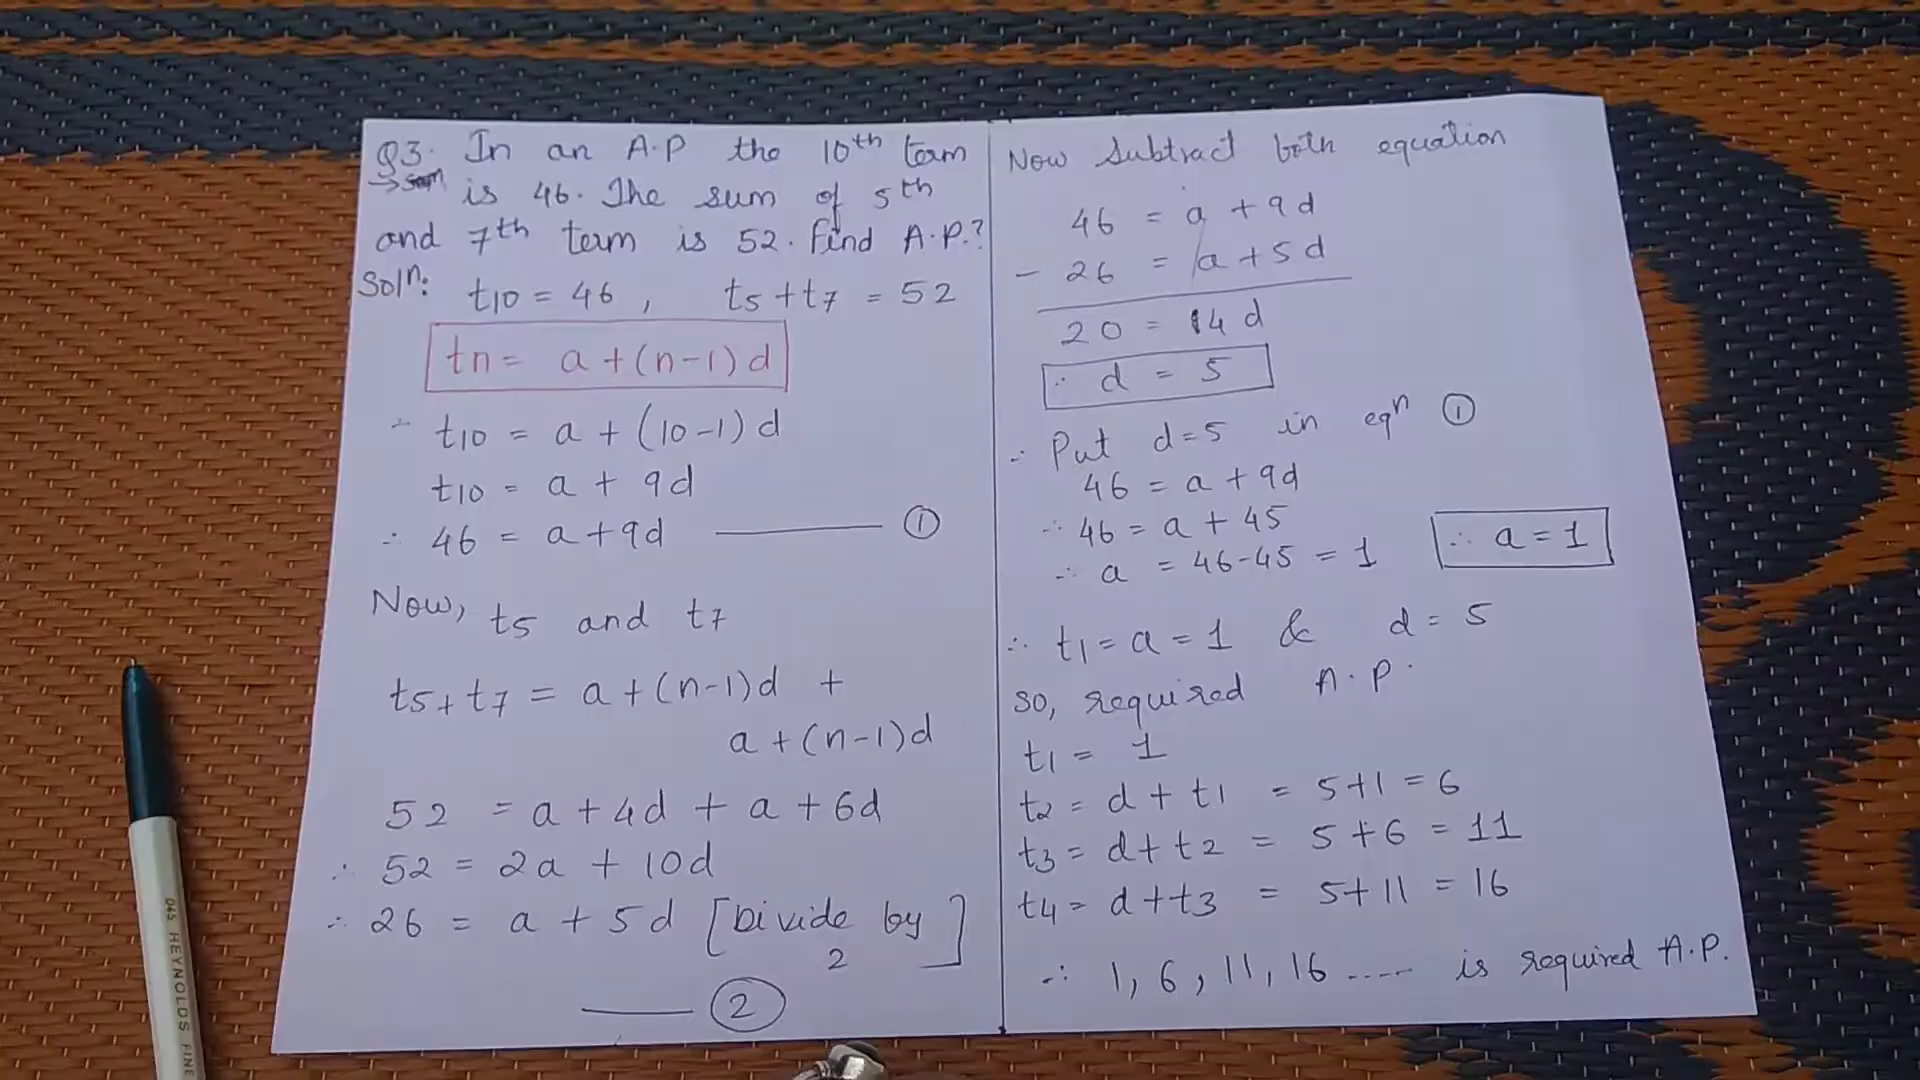 Q3. In an A.P the 10th term
is 46. The sum of 5th
and 7th term is 52. Find A.P.?
Solⁿ: t10 = 46 , t5 + t7 = 52
tn = a + (n-1) d
t10 = a + (10-1) d
t10 = a + 9d
∴ 46 = a + 9d ——— ①
Now, t5 and t7
t5 + t7 = a + (n-1)d +
a + (n-1)d
52 = a + 4d + a + 6d
∴ 52 = 2a + 10d
∴ 26 = a + 5d [Divide by
2]
—— ②
Now Subtract both equation
46 = a + 9d
- 26 = a + 5d
20 = 4 d
∴ d = 5
∴ Put d = 5 in eqⁿ ①
46 = a + 9d
∴ 46 = a + 45
∴ a = 46-45 = 1 ∴ a = 1
∴ t1 = a = 1 & d = 5
so, required A.P.
t1 = 1
t2 = d + t1 = 5+1 = 6
t3 = d + t2 = 5 + 6 = 11
t4 = d + t3 = 5+11 = 16
∴ 1, 6, 11, 16 ..... is required A.P.
045 REYNOLDS FINE